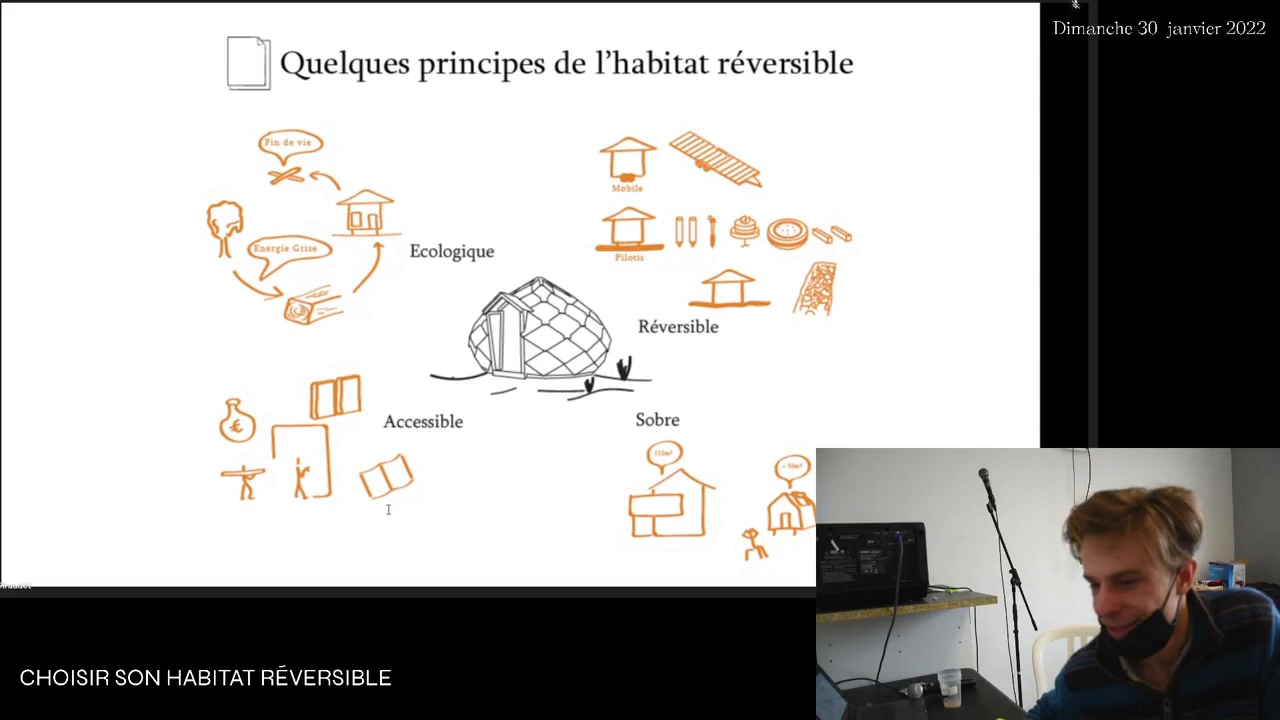 Dimanche 30 janvier 2022
Quelques principes de l'habitat réversible
Fin de vie
Mobile
Energie Grise
Pilotis
Ecologique
Réversible
Accessible
Sobre
€
112m²
CHOISIR SON HABITAT RÉVERSIBLE